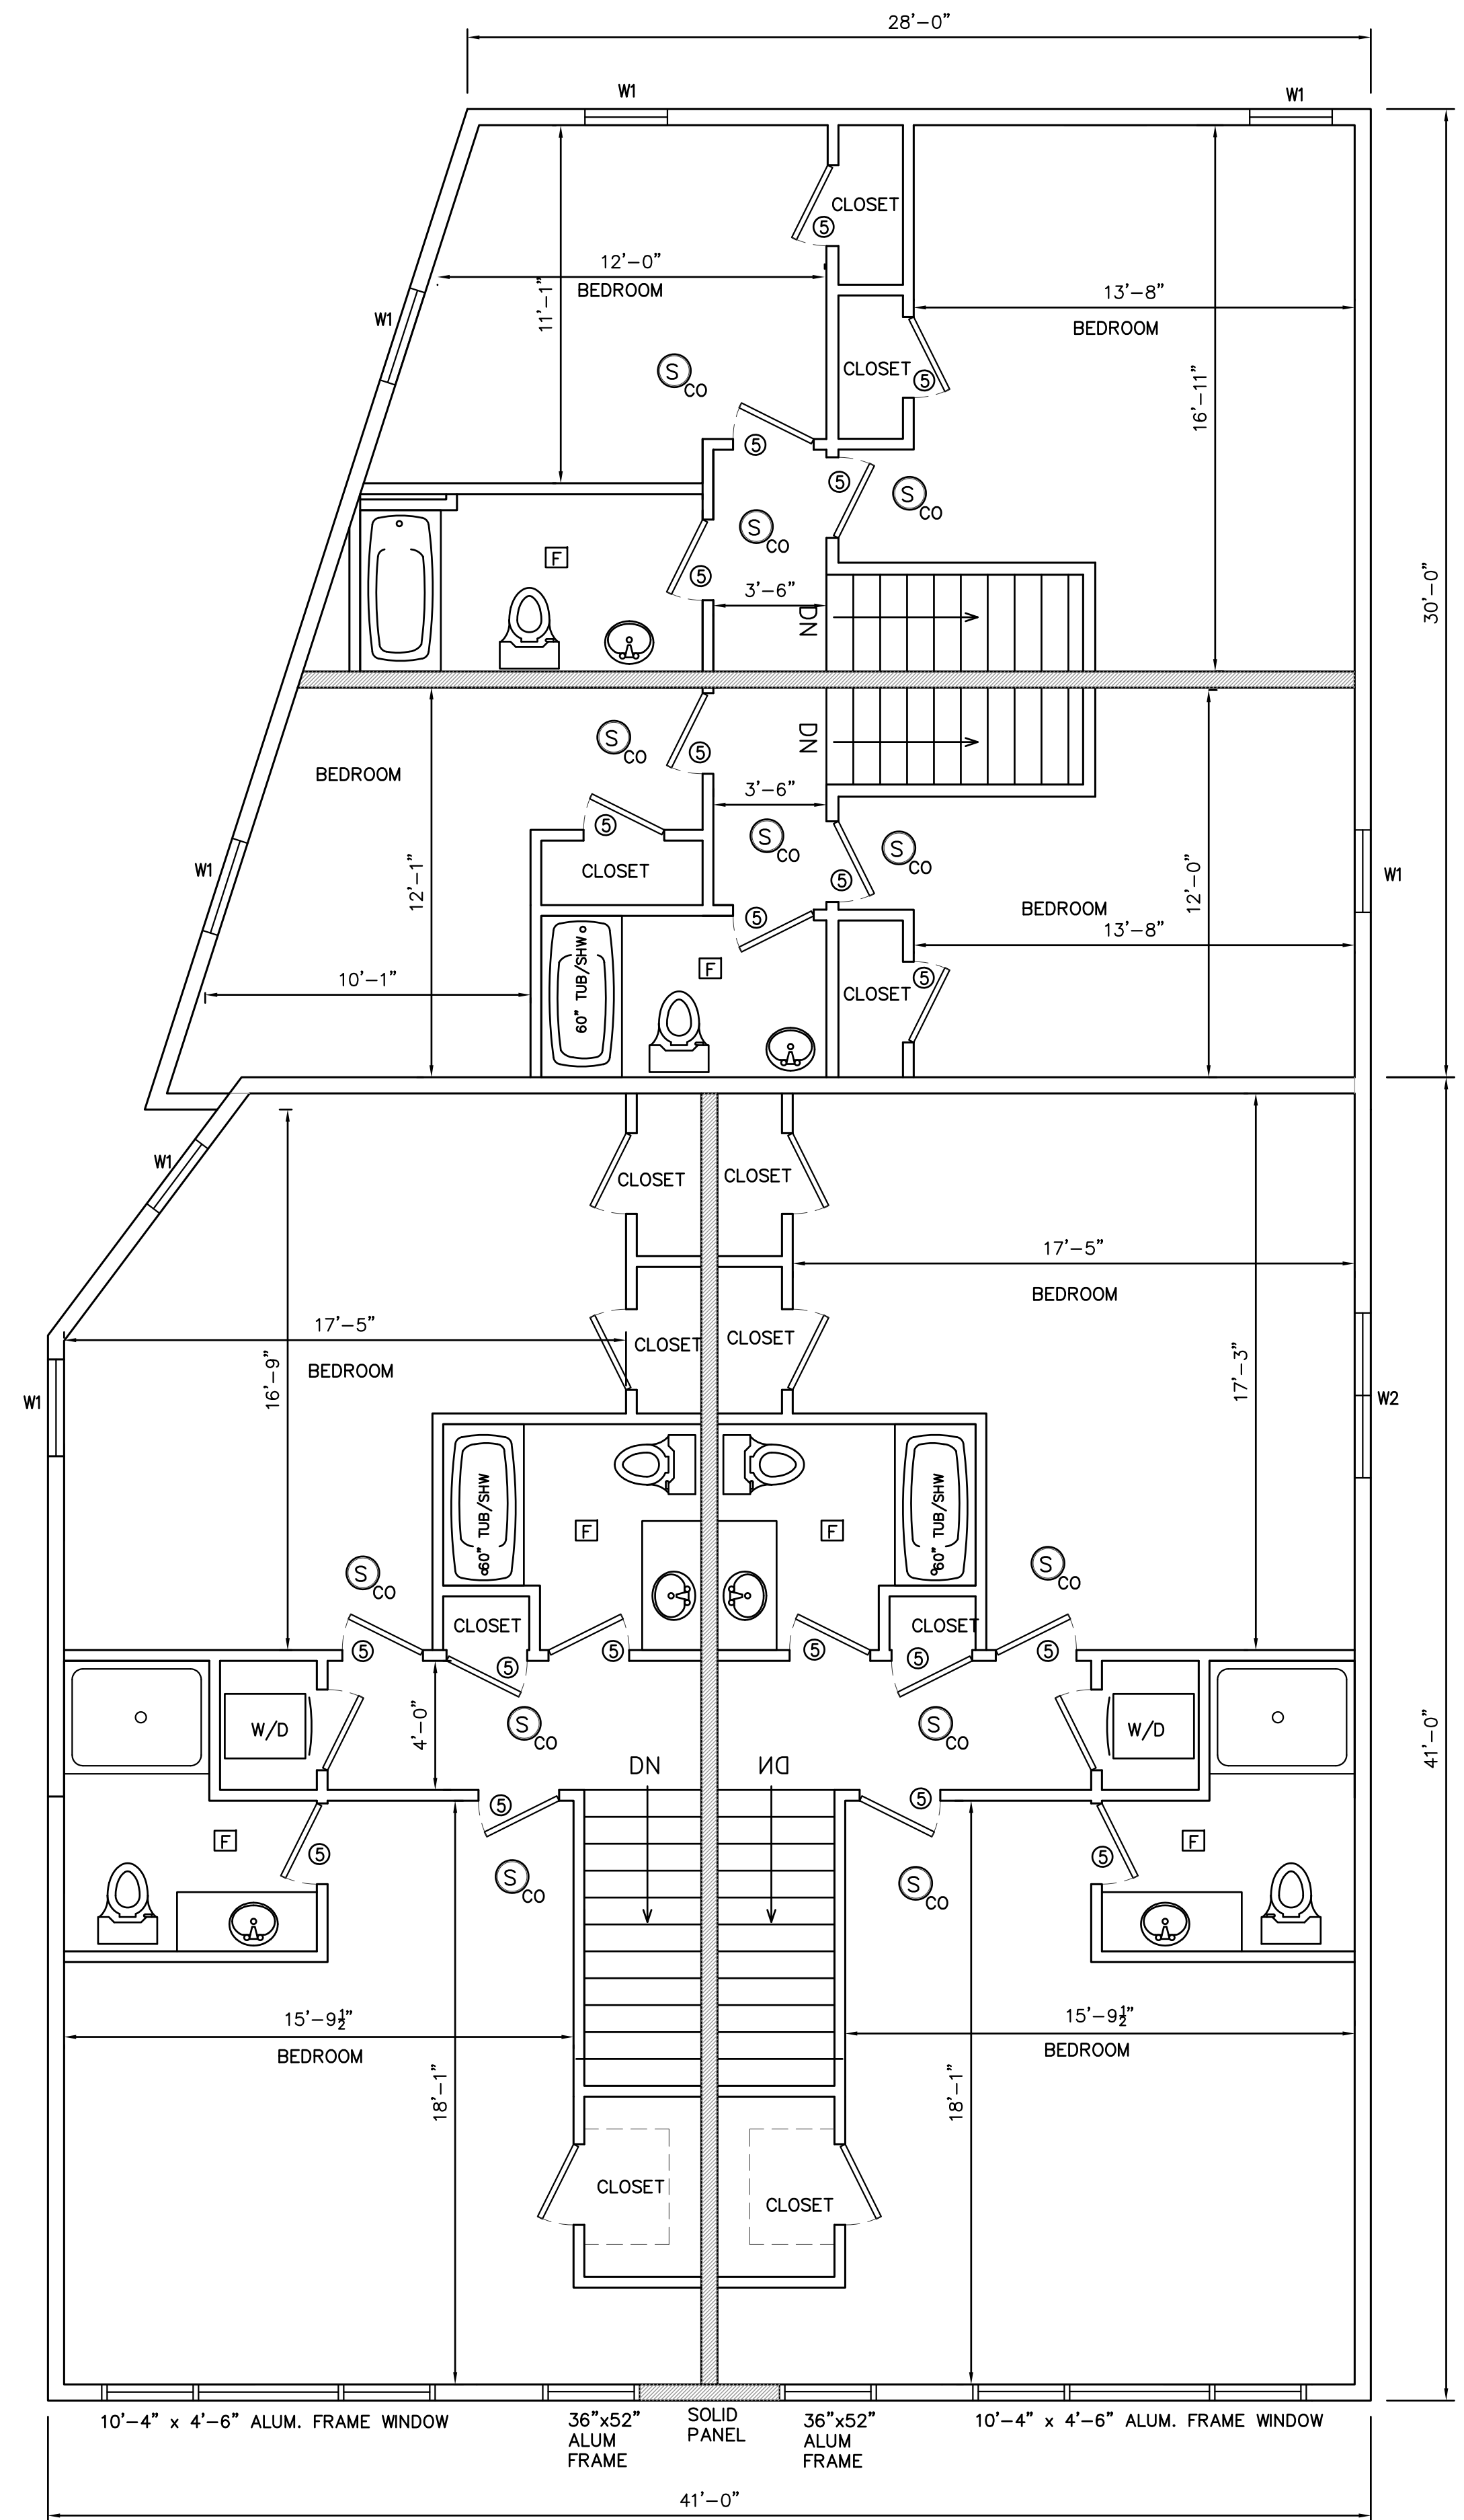 28'-0"
W1
W1
CLOSET
5
12'-0"
BEDROOM
11'-1"
13'-8"
BEDROOM
W1
CLOSET
5
16'-11"
S
CO
5
5
S
CO
S
CO
F
5
3'-6"
DN
30'-0"
S
CO
5
DN
BEDROOM
3'-6"
5
S
CO
S
CO
W1
CLOSET
12'-1"
5
12'-0"
W1
BEDROOM
5
13'-8"
60" TUB/SHW
F
5
10'-1"
CLOSET
W1
CLOSET
CLOSET
17'-5"
BEDROOM
17'-5"
CLOSET
CLOSET
BEDROOM
16'-9"
17'-3"
W1
W2
60" TUB/SHW
F
F
60" TUB/SHW
S
CO
S
CO
CLOSET
CLOSET
5
5
5
5
5
5
W/D
4'-0"
S
CO
S
CO
W/D
41'-0"
DN
DN
5
5
F
5
S
CO
S
CO
5
F
15'-9½"
BEDROOM
15'-9½"
BEDROOM
18'-1"
18'-1"
CLOSET
CLOSET
10'-4" x 4'-6" ALUM. FRAME WINDOW
36"x52"
ALUM
FRAME
SOLID
PANEL
36"x52"
ALUM
FRAME
10'-4" x 4'-6" ALUM. FRAME WINDOW
41'-0"